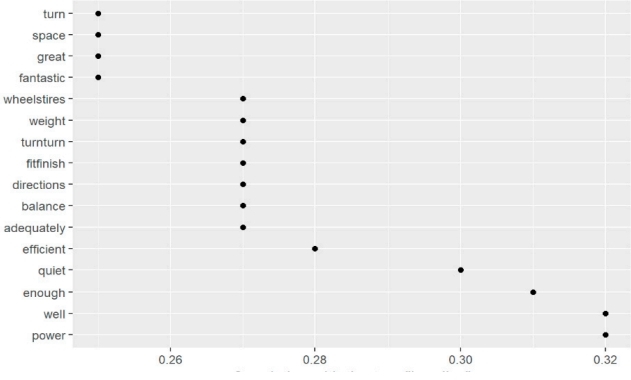 turn
space
great
fantastic
wheelstires
weight
turnturn
fitfinish
directions
balance
adequately
efficient
quiet
enough
well
power
0.26 0.28 0.30 0.32